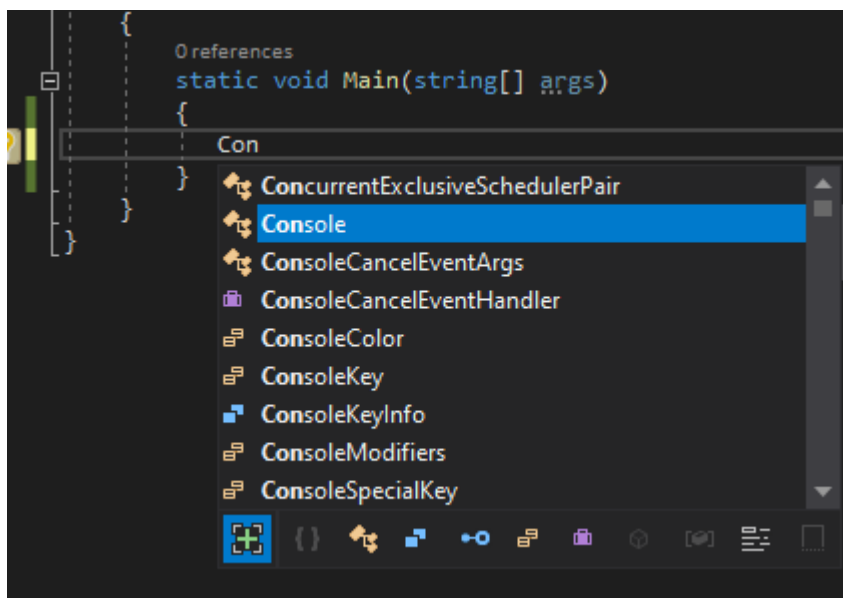 {
0 references
static void Main(string[] args)
{
Con
}
}
}
ConcurrentExclusiveSchedulerPair
Console
ConsoleCancelEventArgs
ConsoleCancelEventHandler
ConsoleColor
ConsoleKey
ConsoleKeyInfo
ConsoleModifiers
ConsoleSpecialKey